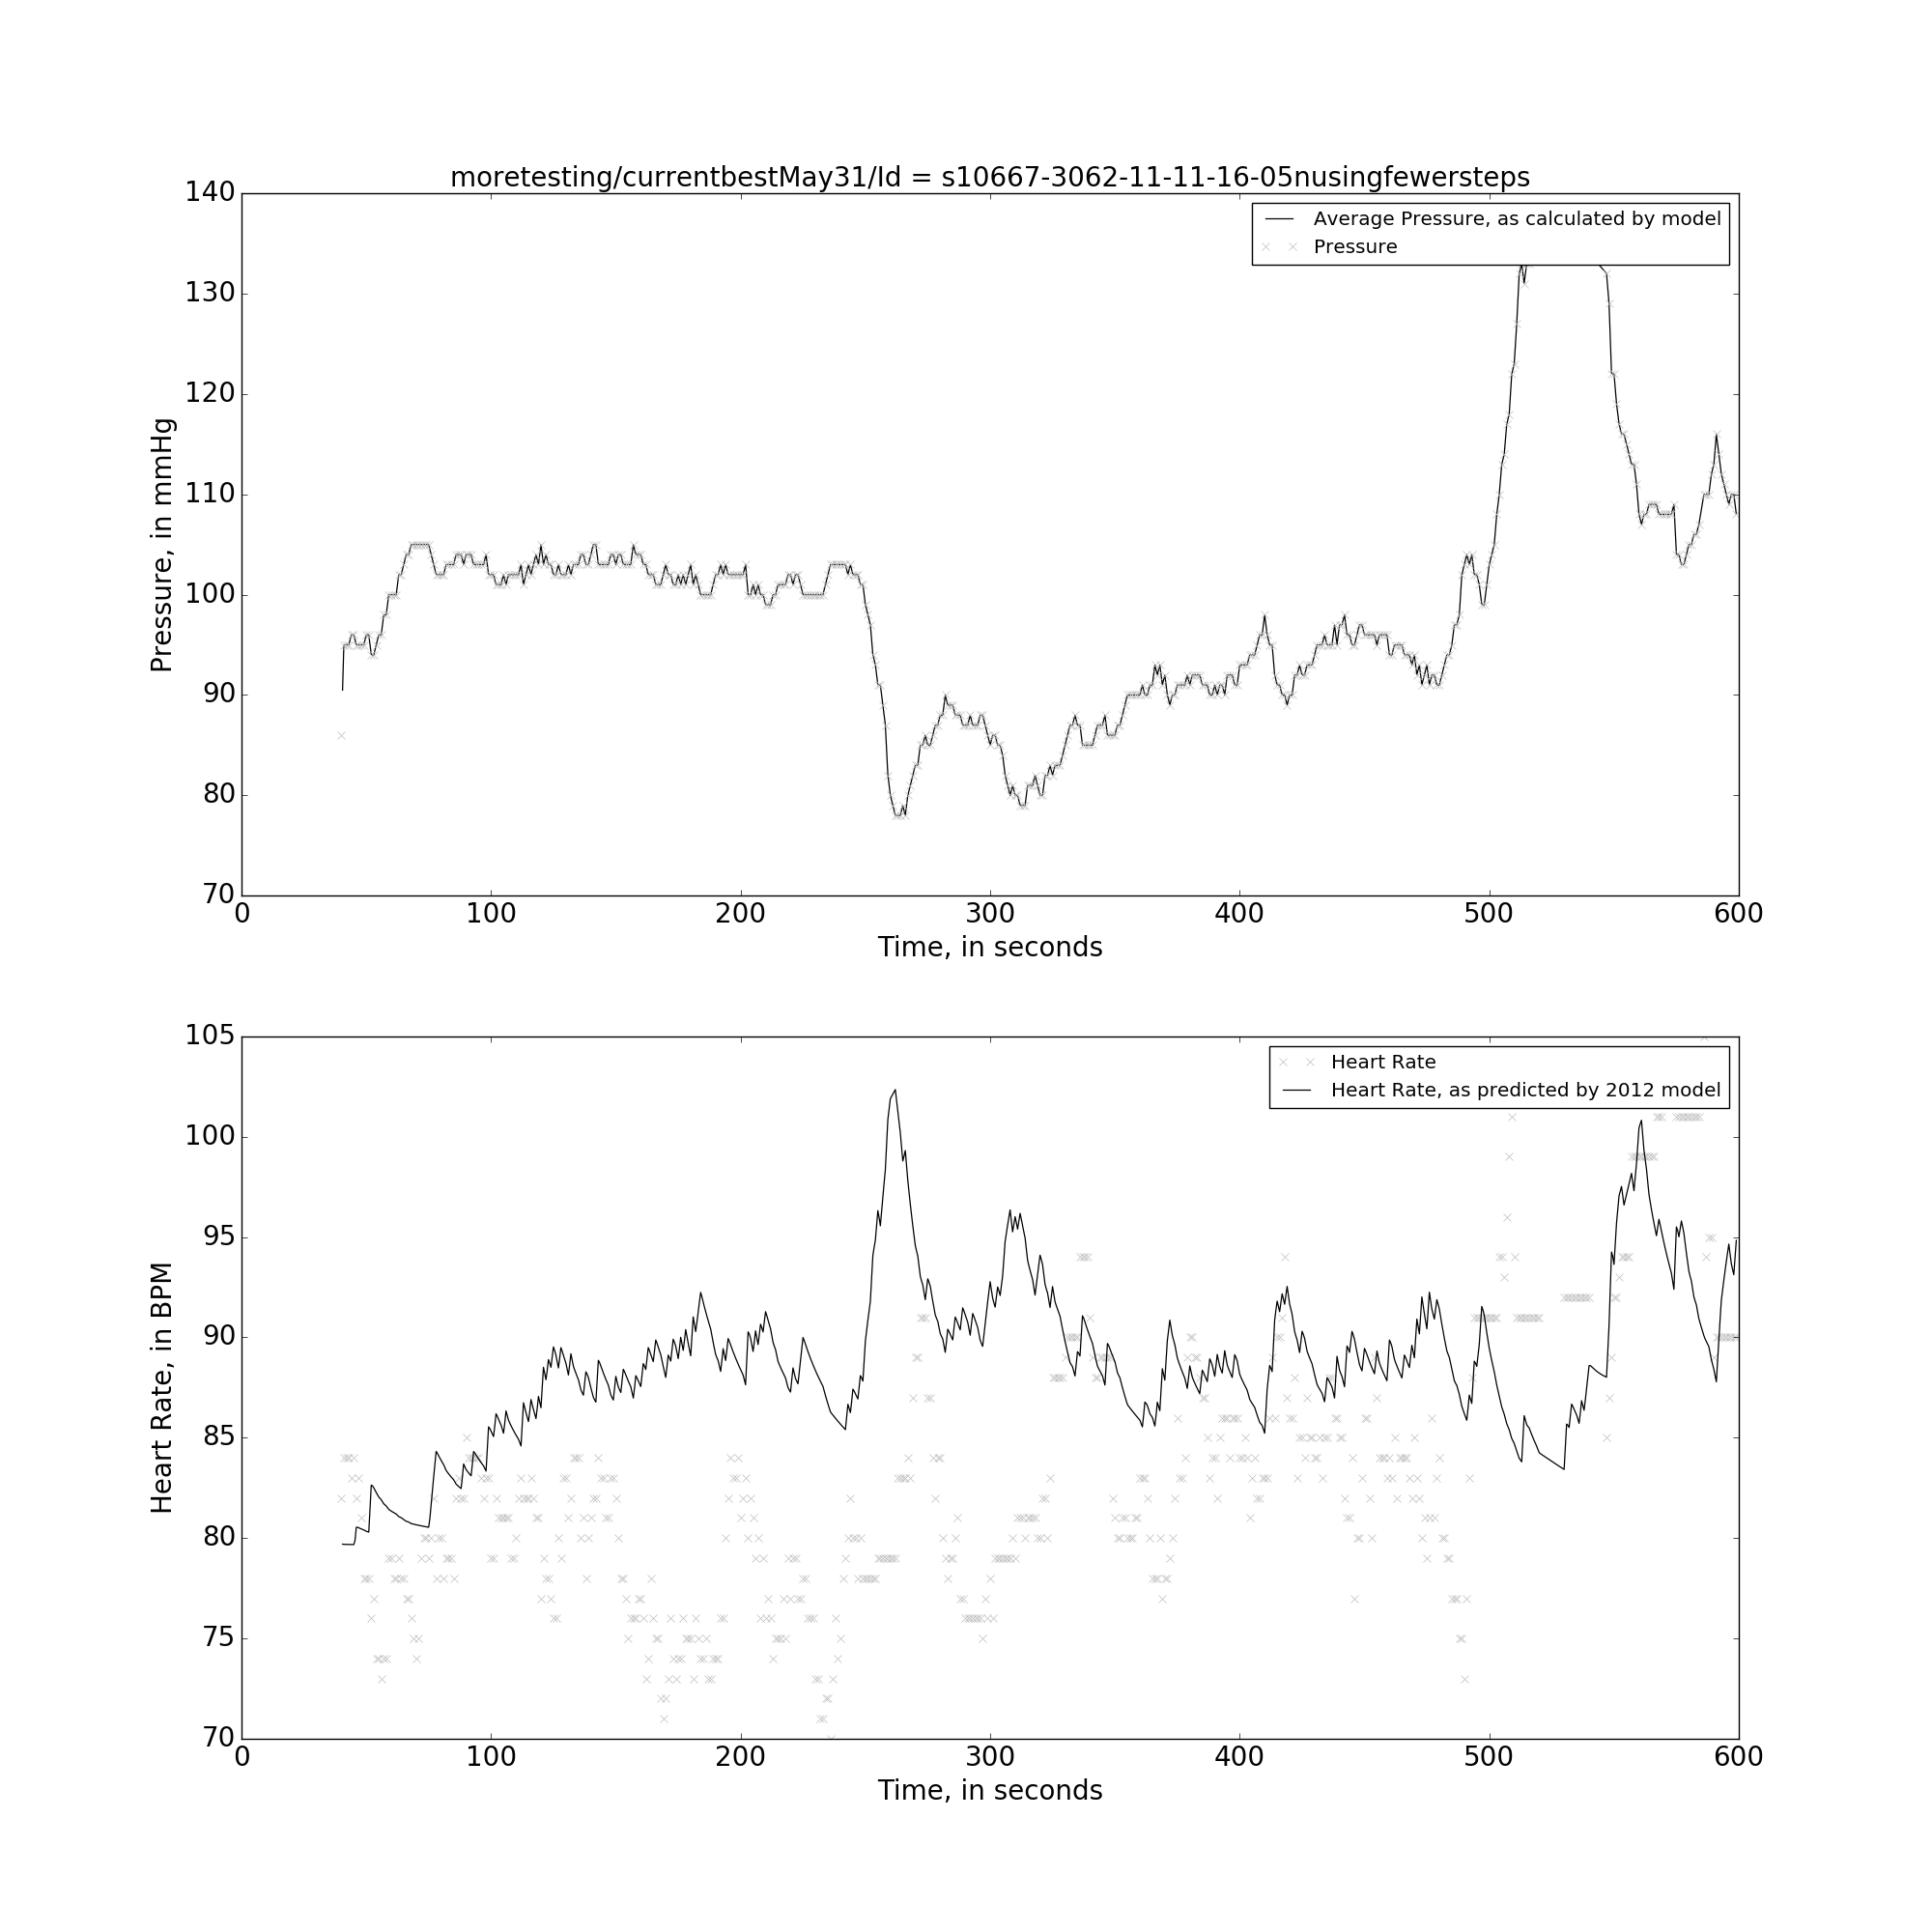 moretesting/currentbestMay31/Id = s10667-3062-11-11-16-05nusingfewersteps
Average Pressure, as calculated by model
Pressure
140
130
120
110
100
90
80
70
Pressure, in mmHg
0 100 200 300 400 500 600
Time, in seconds
Heart Rate
Heart Rate, as predicted by 2012 model
105
100
95
90
85
80
75
70
Heart Rate, in BPM
0 100 200 300 400 500 600
Time, in seconds